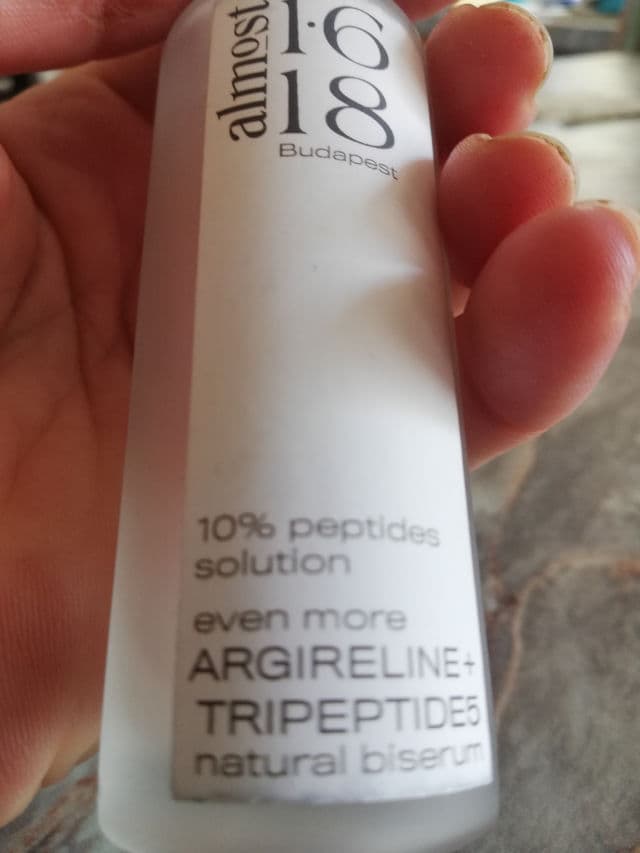 almost
1.6
18
Budapest
10% peptides
solution
even more
ARGIRELINE+
TRIPEPTIDE5
natural biserum